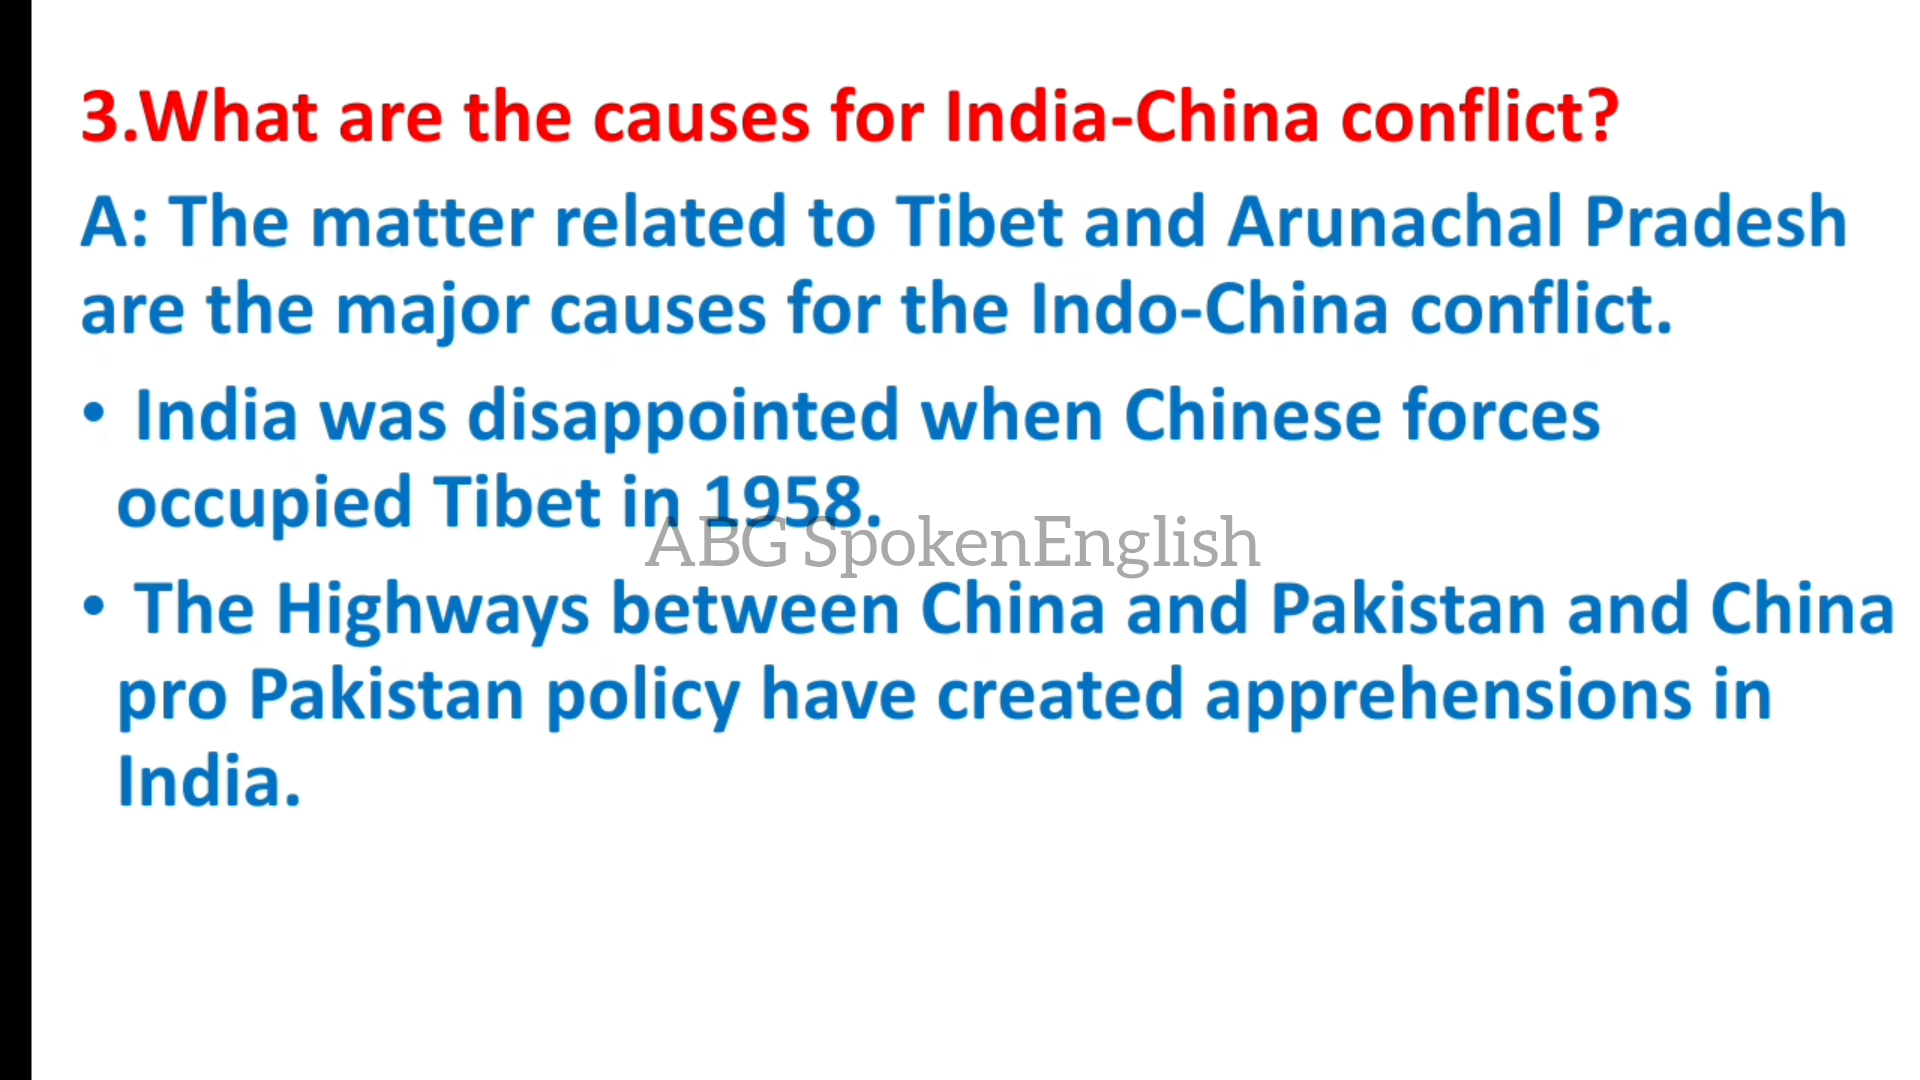 3.What are the causes for India-China conflict?
A: The matter related to Tibet and Arunachal Pradesh
are the major causes for the Indo-China conflict.
• India was disappointed when Chinese forces
occupied Tibet in 1958.
ABG SpokenEnglish
• The Highways between China and Pakistan and China
pro Pakistan policy have created apprehensions in
India.